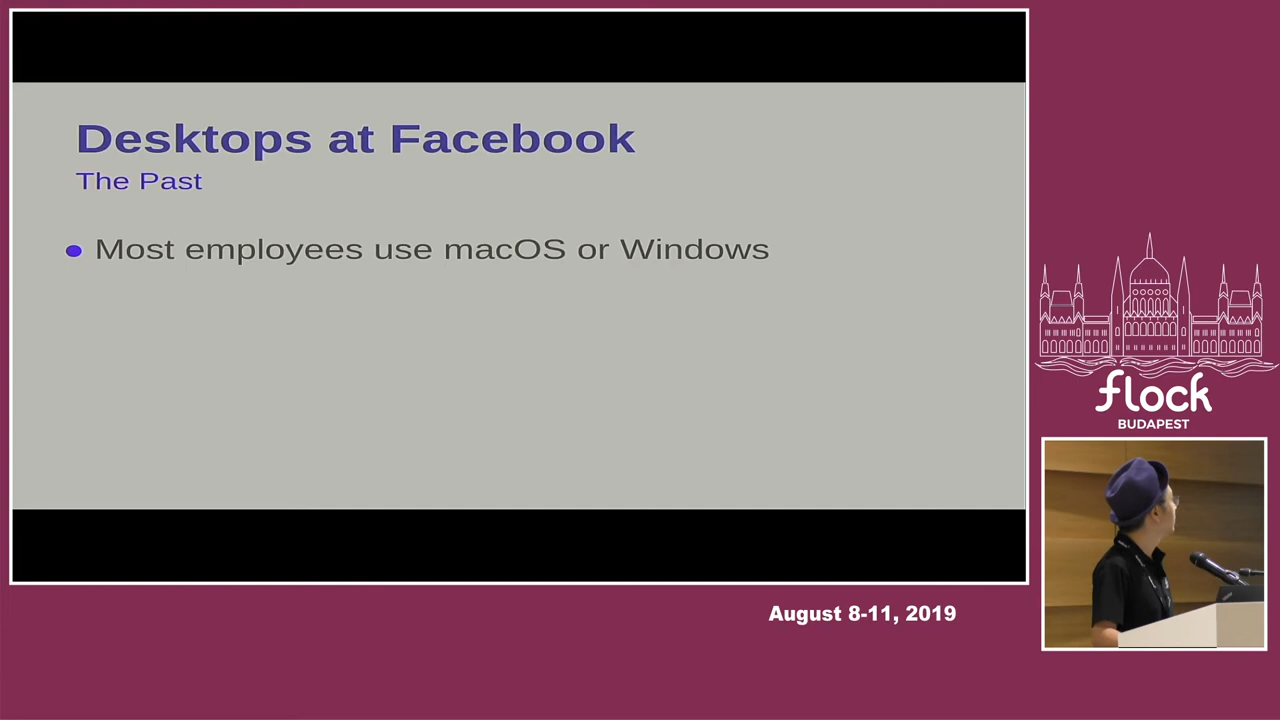 Desktops at Facebook
The Past
Most employees use macOS or Windows
flock
BUDAPEST
August 8-11, 2019